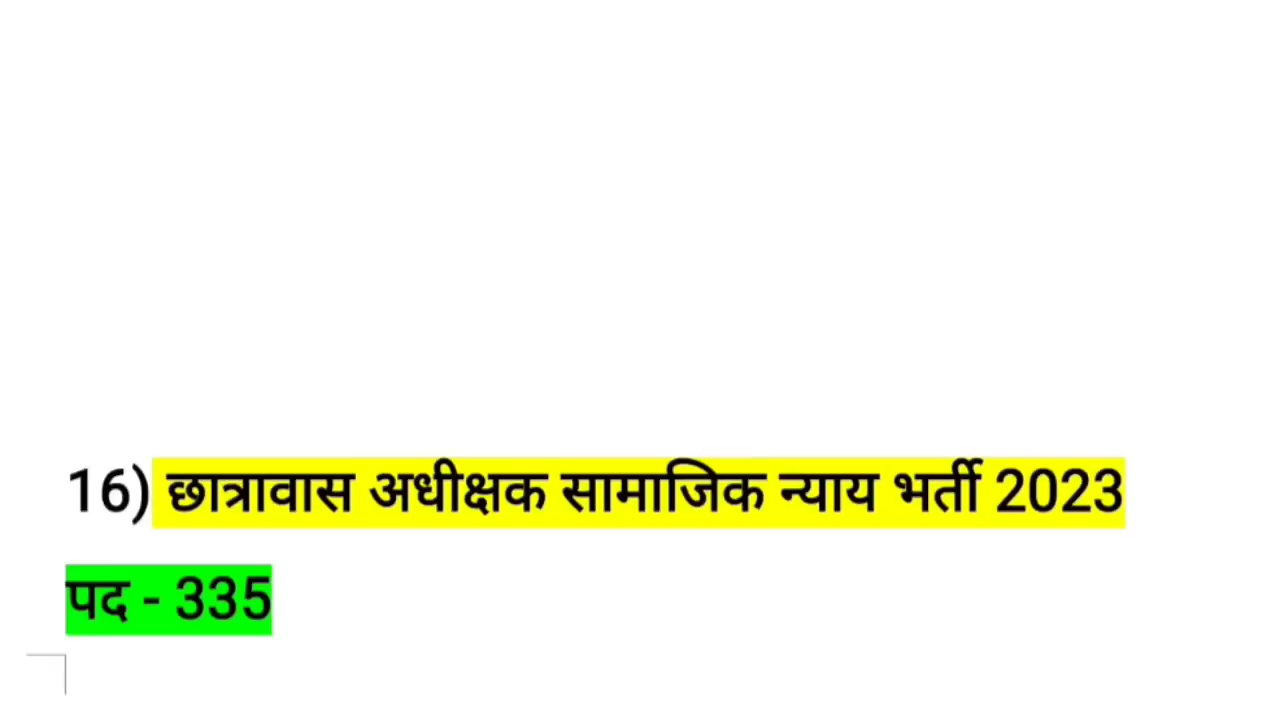 16) छात्रावास अधीक्षक सामाजिक न्याय भर्ती 2023
पद - 335